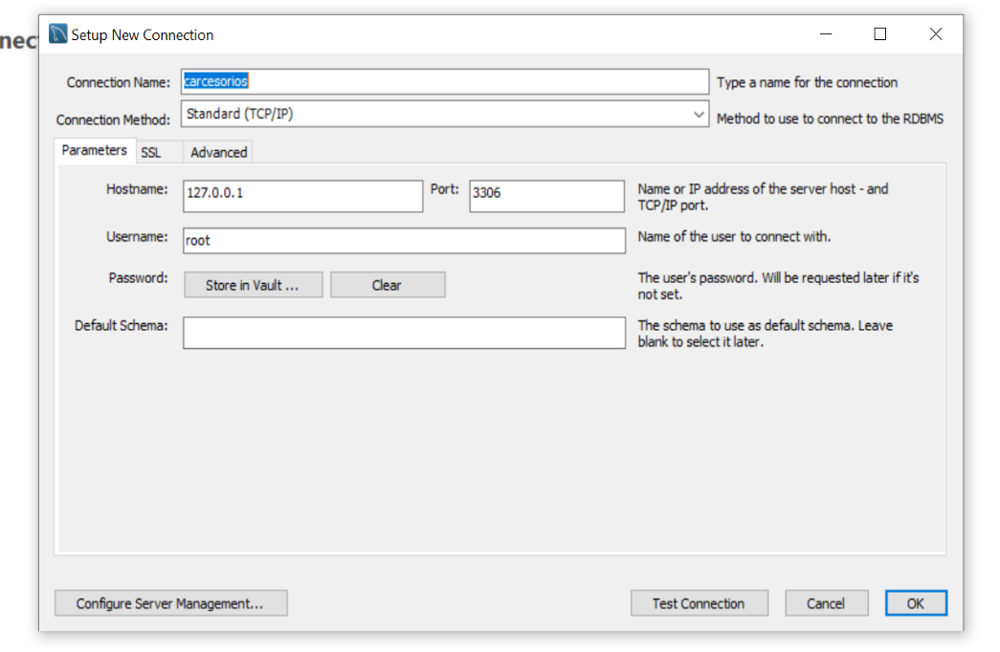 nect
Setup New Connection
Connection Name: carcesorios Type a name for the connection
Connection Method: Standard (TCP/IP) Method to use to connect to the RDBMS
Parameters SSL Advanced
Hostname: 127.0.0.1 Port: 3306 Name or IP address of the server host - and
TCP/IP port.
Username: root Name of the user to connect with.
Password: Store in Vault ... Clear The user's password. Will be requested later if it's
not set.
Default Schema: The schema to use as default schema. Leave
blank to select it later.
Configure Server Management... Test Connection Cancel OK